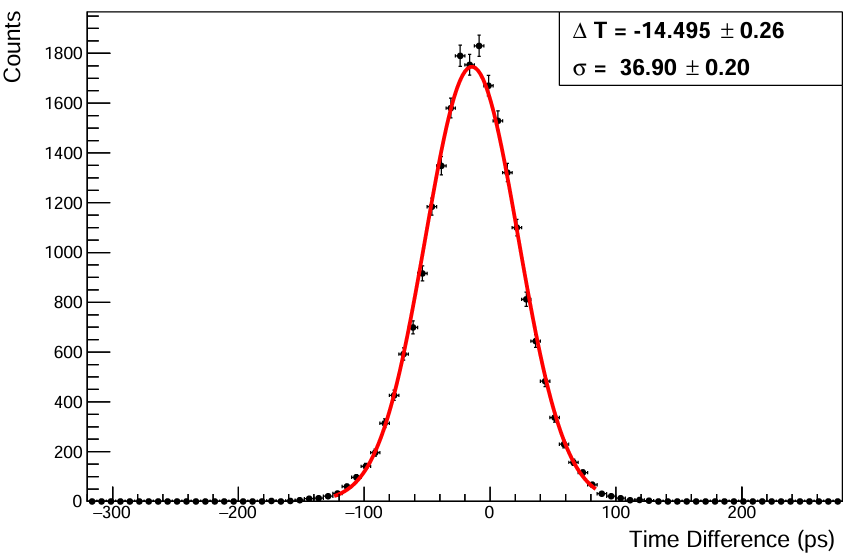 Counts
Δ T = -14.495 ± 0.26
σ = 36.90 ± 0.20
1800
1600
1400
1200
1000
800
600
400
200
0
−300 −200 −100 0 100 200
Time Difference (ps)